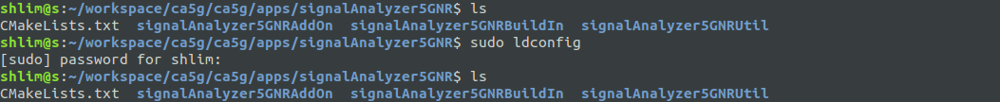 shlim@s:~/workspace/ca5g/ca5g/apps/signalAnalyzer5GNR$ ls
CMakeLists.txt  signalAnalyzer5GNRAddOn  signalAnalyzer5GNRBuildIn  signalAnalyzer5GNRUtil
shlim@s:~/workspace/ca5g/ca5g/apps/signalAnalyzer5GNR$ sudo ldconfig
[sudo] password for shlim:
shlim@s:~/workspace/ca5g/ca5g/apps/signalAnalyzer5GNR$ ls
CMakeLists.txt  signalAnalyzer5GNRAddOn  signalAnalyzer5GNRBuildIn  signalAnalyzer5GNRUtil